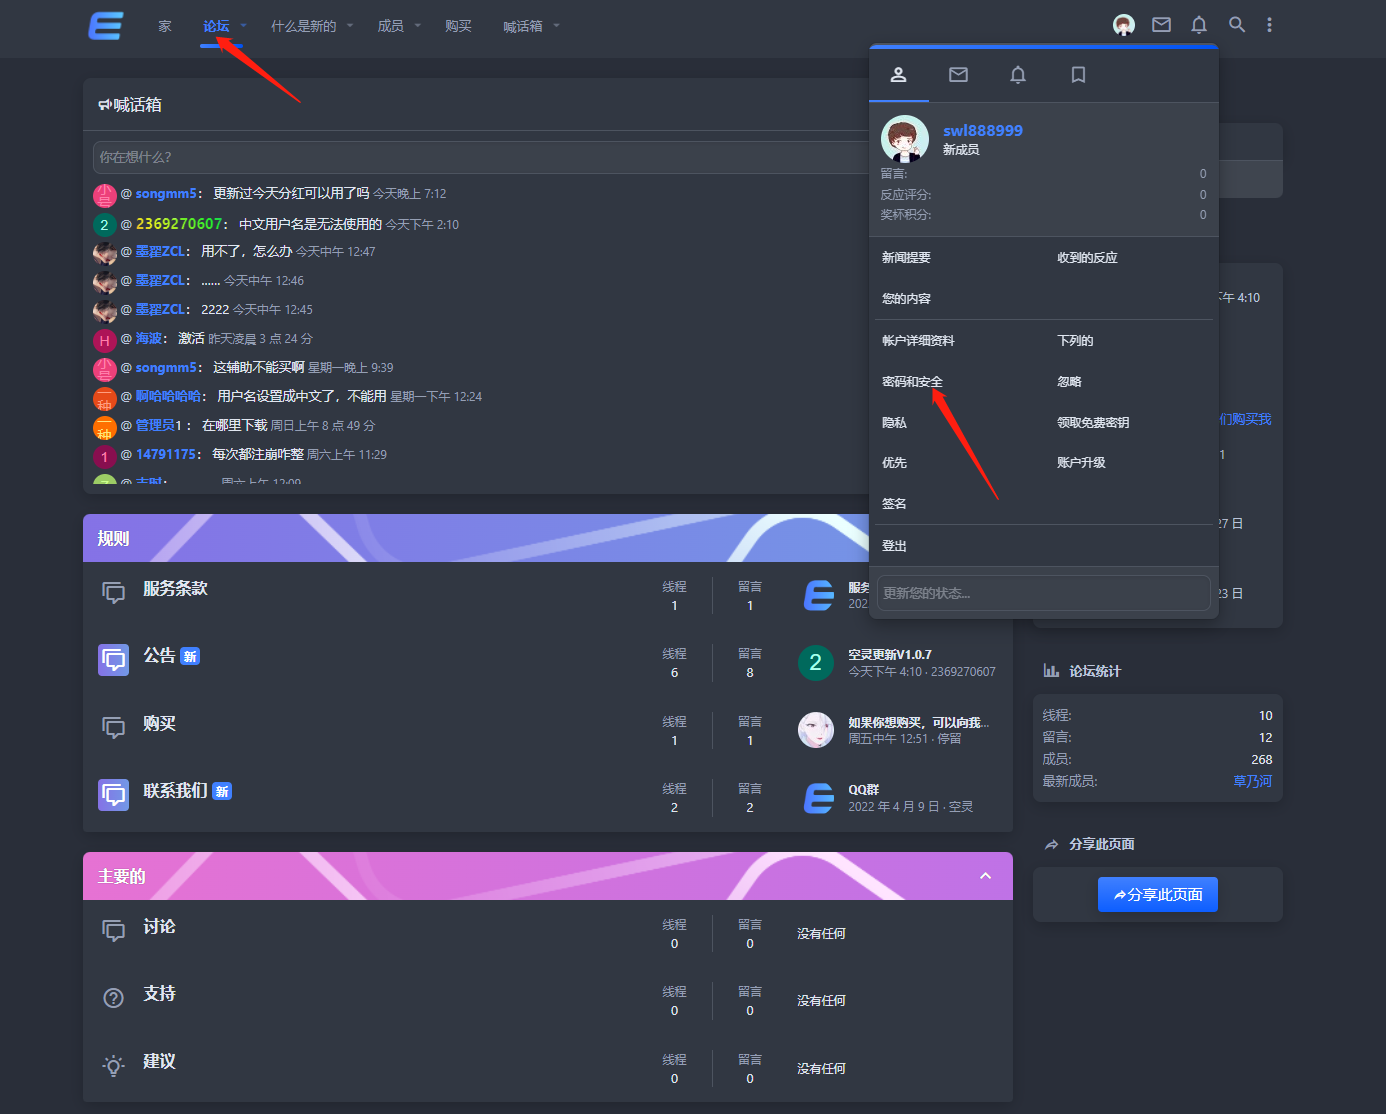 家 论坛 什么是新的 成员 购买 喊话箱
喊话箱
你在想什么?
小号 @ songmm5： 更新过今天分红可以用了吗 今天晚上 7:12
2 @ 2369270607： 中文用户名是无法使用的 今天下午 2:10
@ 墨翟ZCL： 用不了，怎么办 今天中午 12:47
@ 墨翟ZCL： ...... 今天中午 12:46
@ 墨翟ZCL： 2222 今天中午 12:45
H @ 海波： 激活 昨天凌晨 3 点 24 分
小号 @ songmm5： 这辅助不能买啊 星期一晚上 9:39
一种 @ 啊哈哈哈哈： 用户名设置成中文了，不能用 星期一下午 12:24
一种 @ 管理员1： 在哪里下载 周日上午 8 点 49 分
1 @ 14791175： 每次都注崩咋整 周六上午 11:29
周六上午 12:09
swl888999
新成员
留言: 0
反应评分: 0
奖杯积分: 0
新闻提要 收到的反应
您的内容
帐户详细资料 下列的
密码和安全 忽略
隐私 领取免费密钥
优先 账户升级
签名
登出
更新您的状态...
下午 4:10
们购买我
1
27 日
23 日
规则
服务条款 线程 1 留言 1 服务
202
公告 新 线程 6 留言 8 2 空灵更新V1.0.7
今天下午 4:10 · 2369270607
购买 线程 1 留言 1 如果你想购买，可以向我...
周五中午 12:51 · 停留
联系我们 新 线程 2 留言 2 QQ群
2022 年 4 月 9 日 · 空灵
主要的
讨论 线程 0 留言 0 没有任何
支持 线程 0 留言 0 没有任何
建议 线程 0 留言 0 没有任何
论坛统计
线程: 10
留言: 12
成员: 268
最新成员: 草乃河
分享此页面
分享此页面